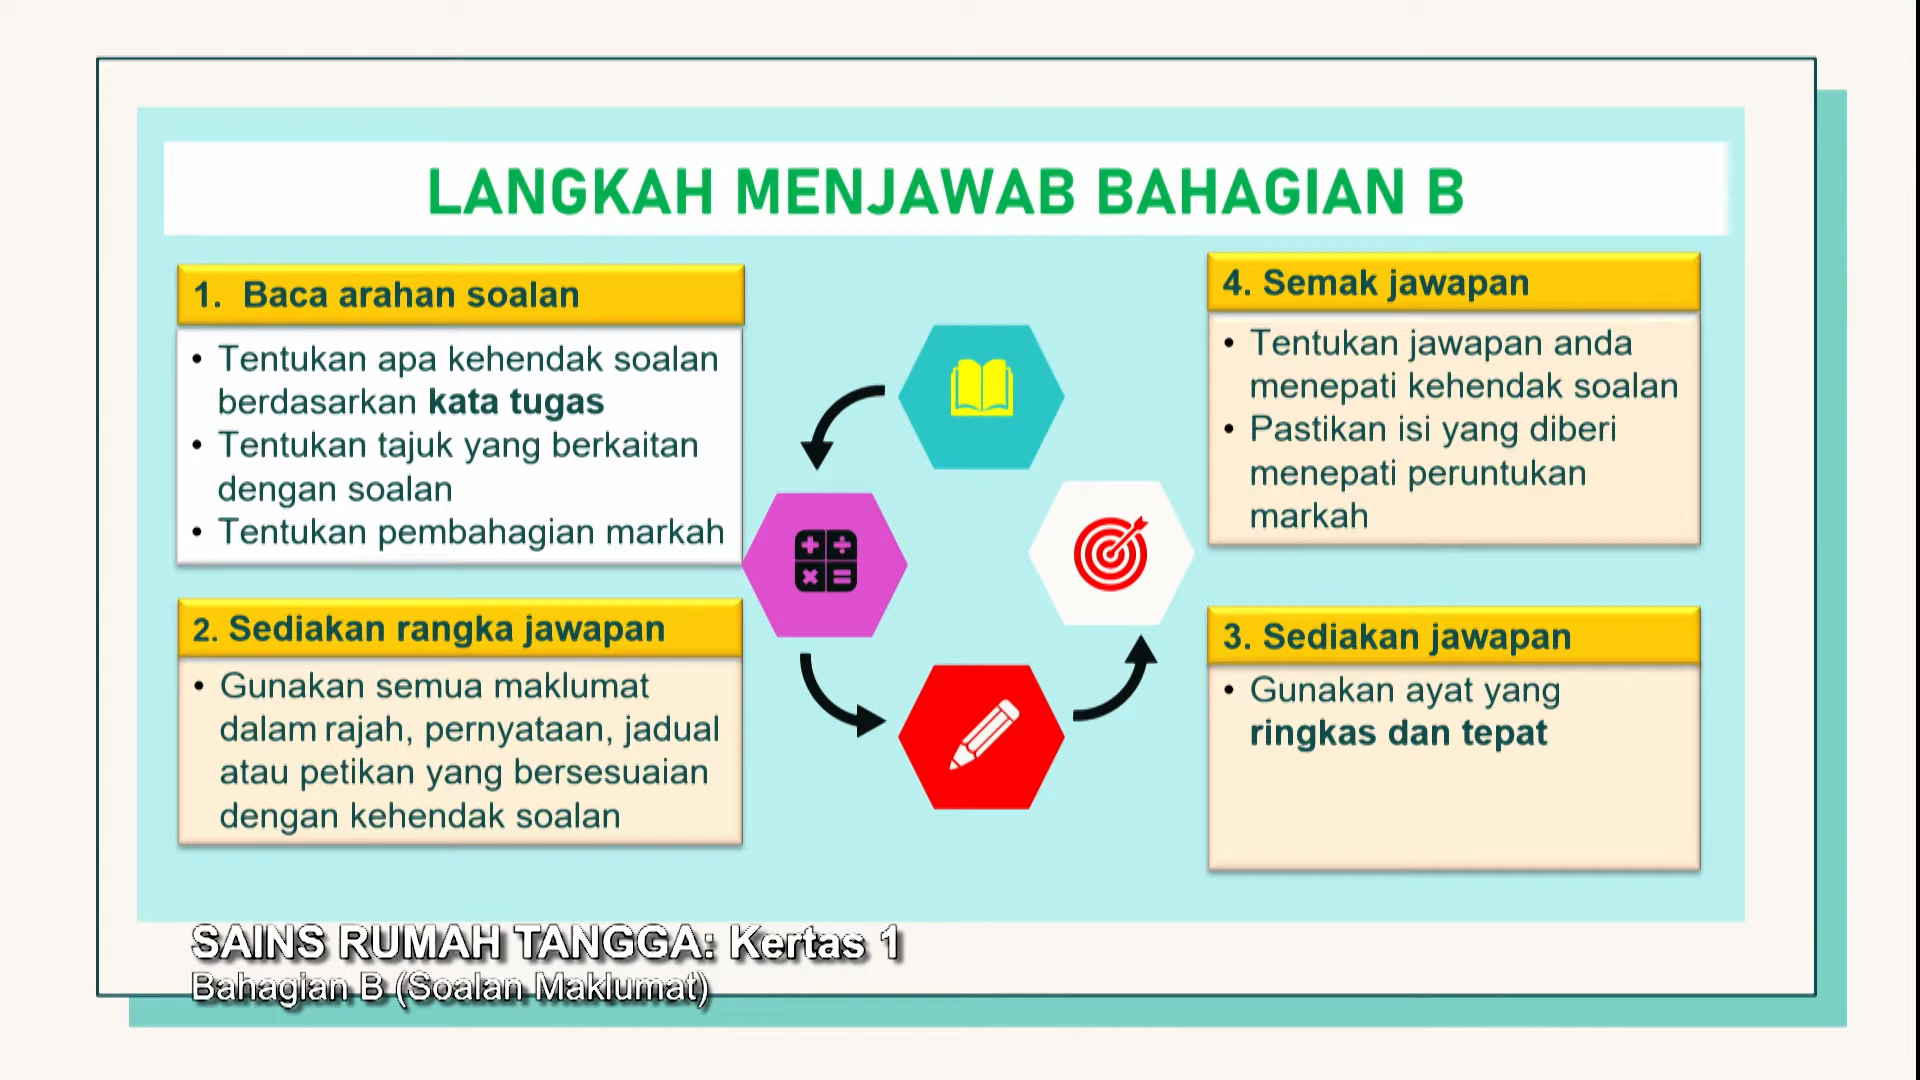 LANGKAH MENJAWAB BAHAGIAN B
1. Baca arahan soalan
• Tentukan apa kehendak soalan
berdasarkan kata tugas
• Tentukan tajuk yang berkaitan
dengan soalan
• Tentukan pembahagian markah
2. Sediakan rangka jawapan
• Gunakan semua maklumat
dalam rajah, pernyataan, jadual
atau petikan yang bersesuaian
dengan kehendak soalan
3. Sediakan jawapan
• Gunakan ayat yang
ringkas dan tepat
4. Semak jawapan
• Tentukan jawapan anda
menepati kehendak soalan
• Pastikan isi yang diberi
menepati peruntukan
markah
SAINS RUMAH TANGGA: Kertas 1
Bahagian B (Soalan Maklumat)